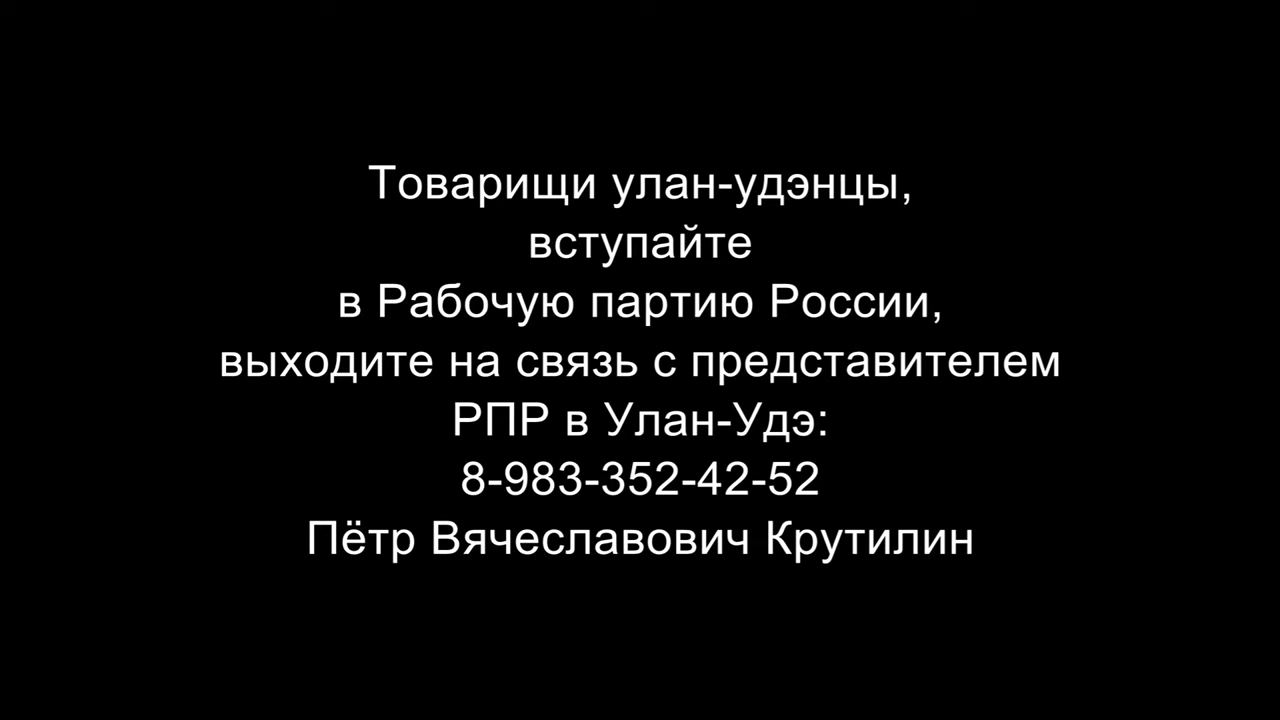 Товарищи улан-удэнцы,
вступайте
в Рабочую партию России,
выходите на связь с представителем
РПР в Улан-Удэ:
8-983-352-42-52
Пётр Вячеславович Крутилин